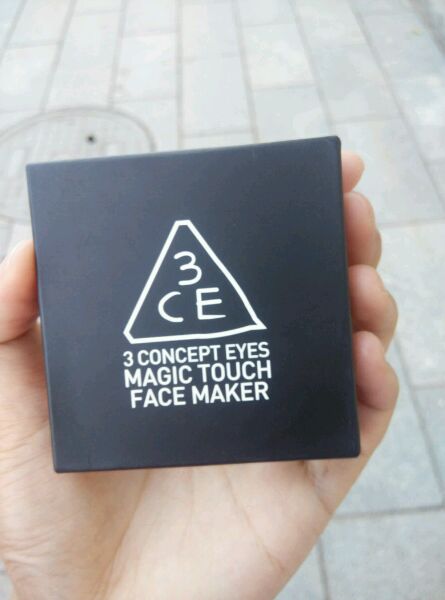 3
CE
3 CONCEPT EYES
MAGIC TOUCH
FACE MAKER